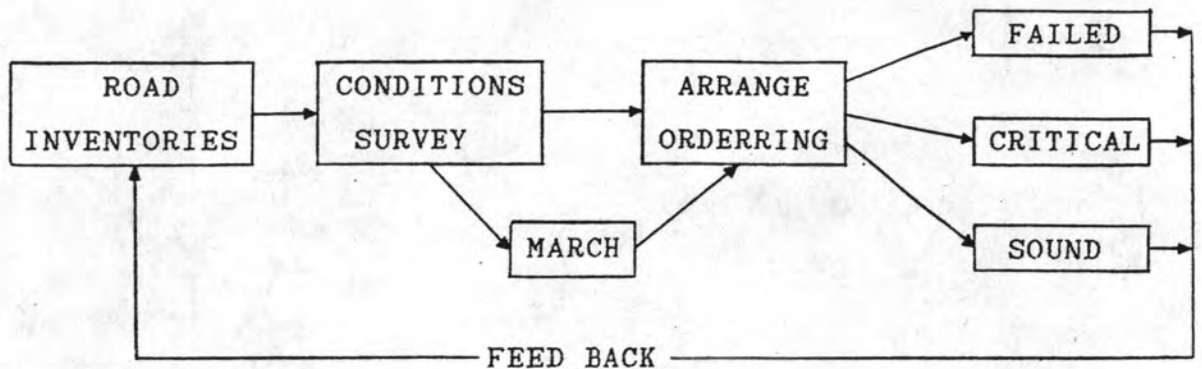 ROAD
INVENTORIES
CONDITIONS
SURVEY
MARCH
ARRANGE
ORDERRING
FAILED
CRITICAL
SOUND
FEED BACK